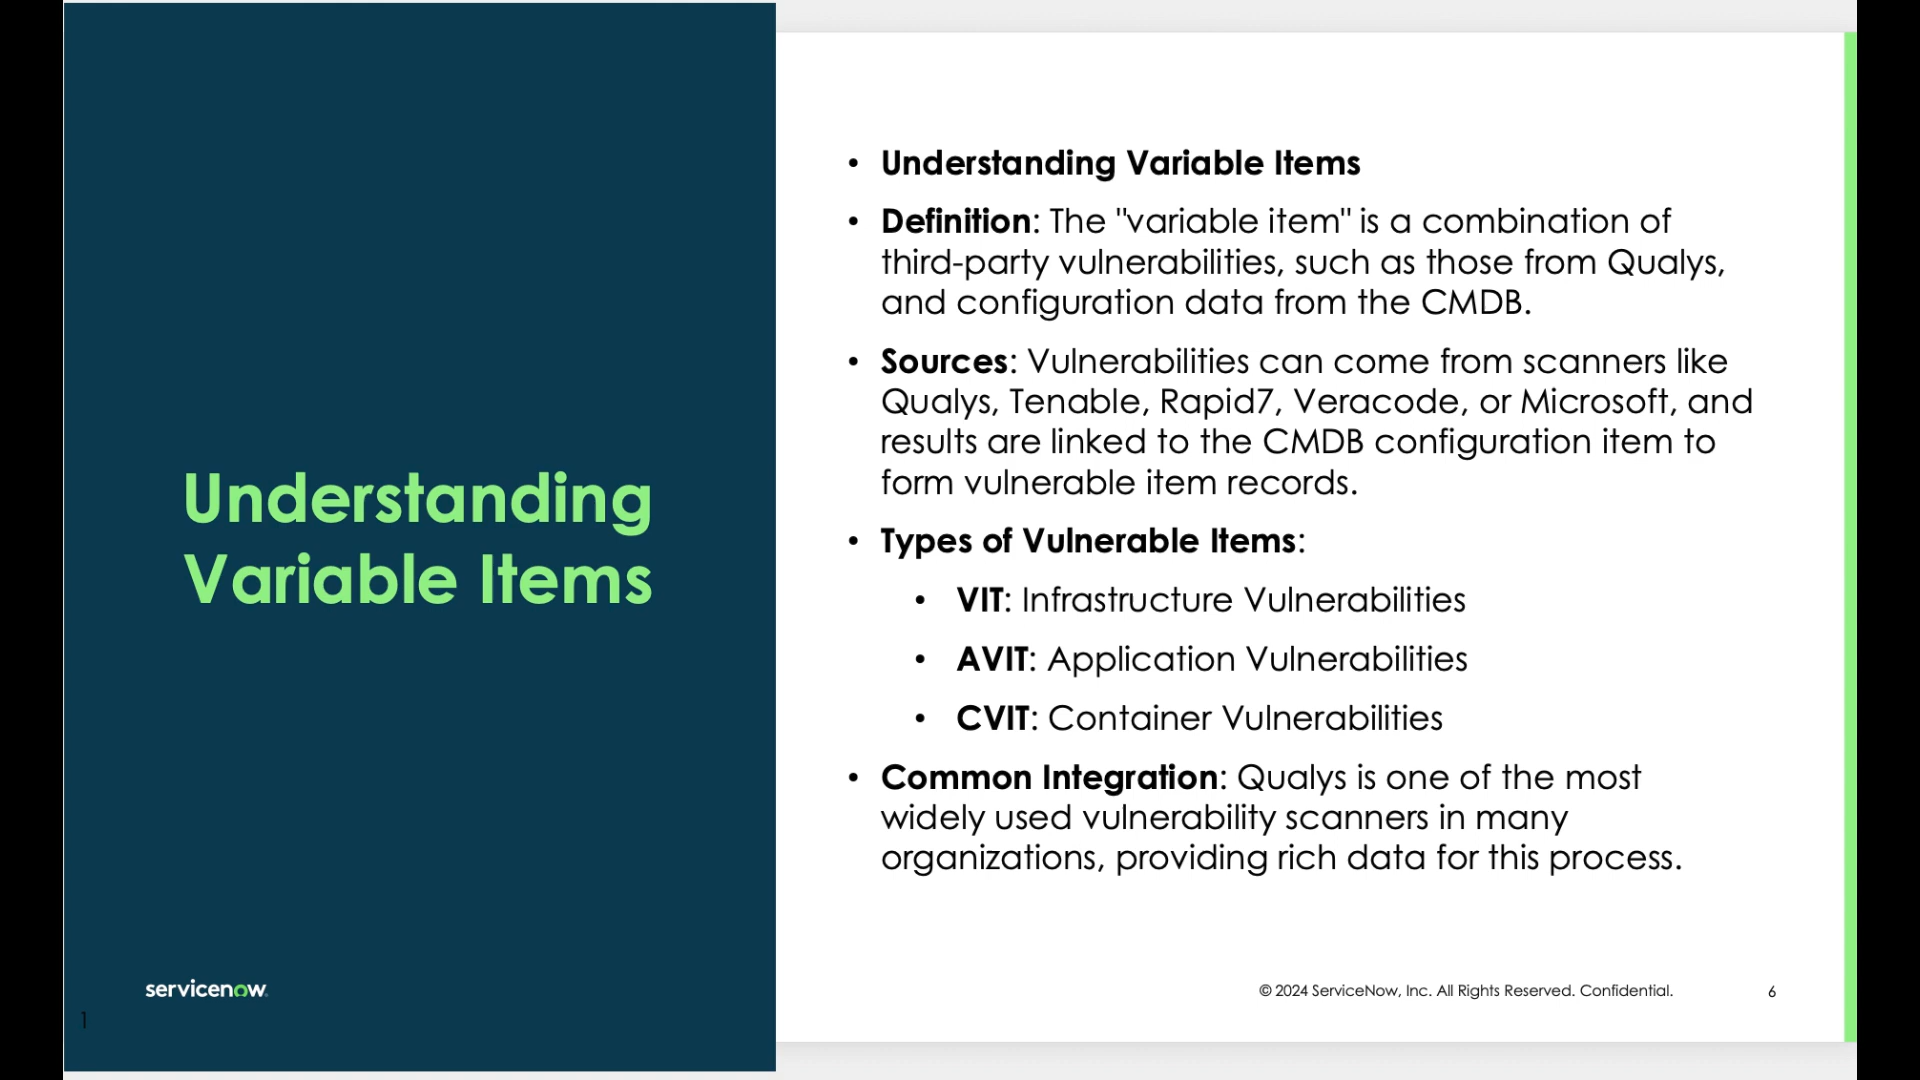 Understanding
Variable Items
servicenow
1
• Understanding Variable Items
• Definition: The "variable item" is a combination of
third-party vulnerabilities, such as those from Qualys,
and configuration data from the CMDB.
• Sources: Vulnerabilities can come from scanners like
Qualys, Tenable, Rapid7, Veracode, or Microsoft, and
results are linked to the CMDB configuration item to
form vulnerable item records.
• Types of Vulnerable Items:
• VIT: Infrastructure Vulnerabilities
• AVIT: Application Vulnerabilities
• CVIT: Container Vulnerabilities
• Common Integration: Qualys is one of the most
widely used vulnerability scanners in many
organizations, providing rich data for this process.
© 2024 ServiceNow, Inc. All Rights Reserved. Confidential.
6